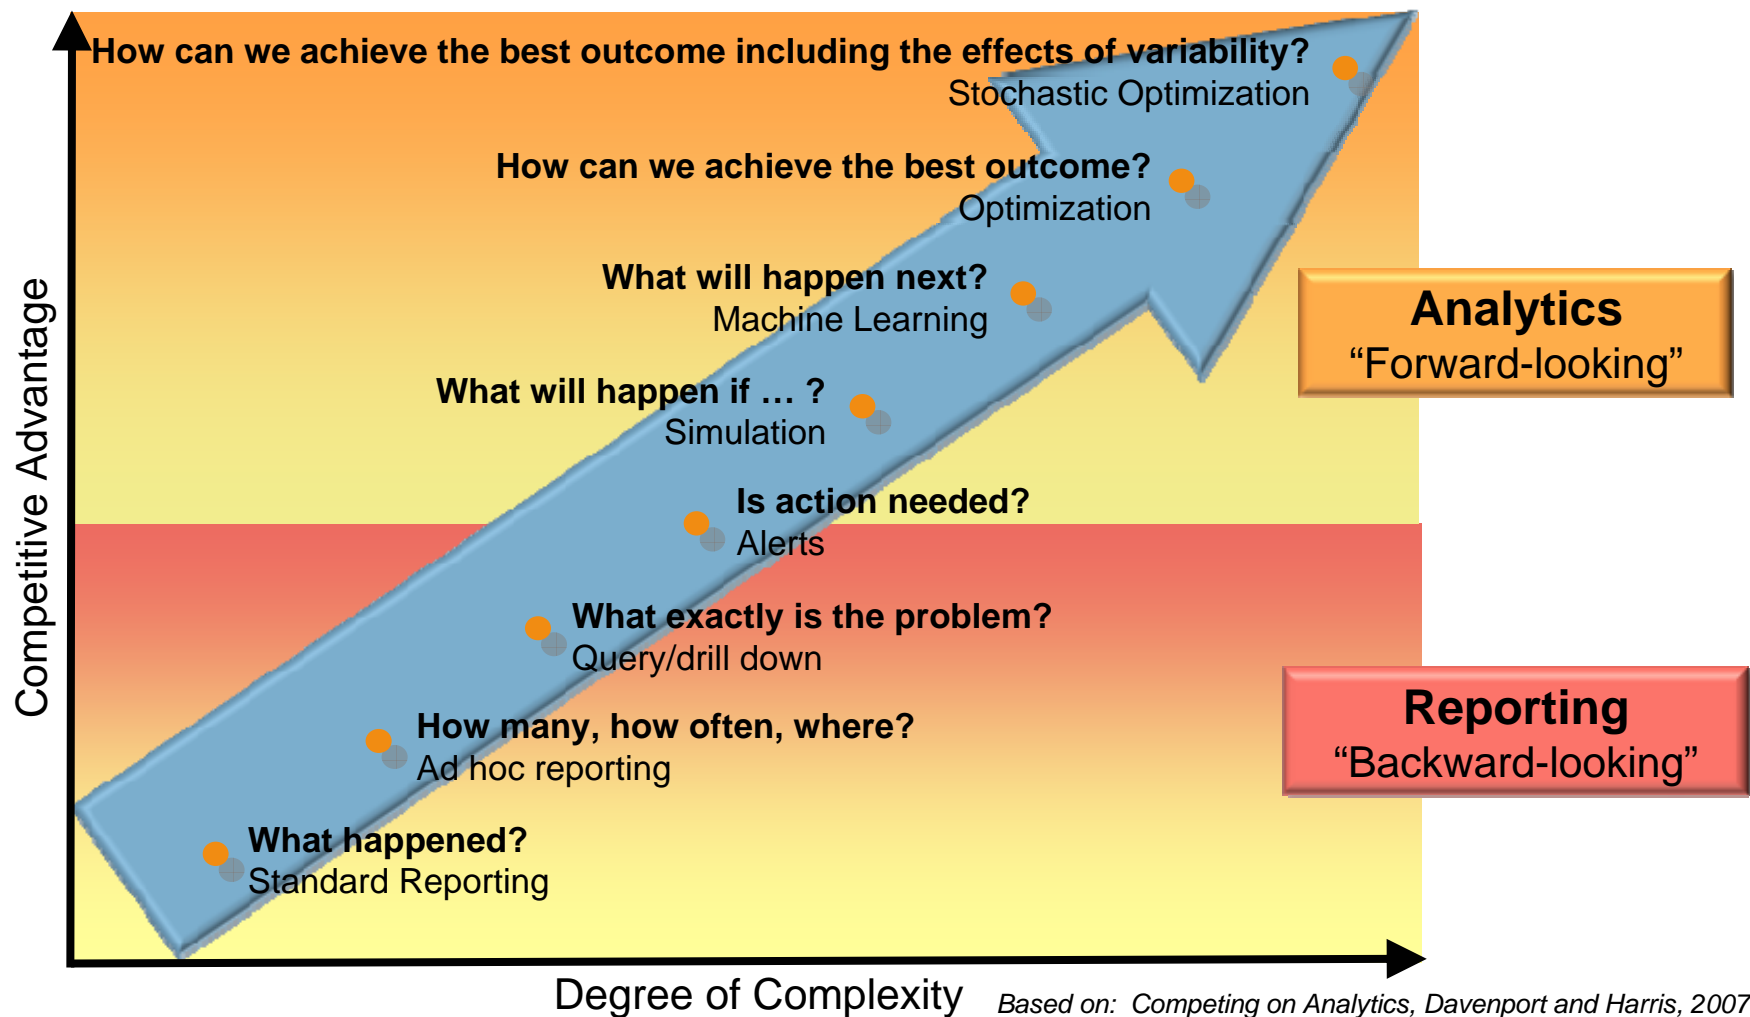 How can we achieve the best outcome including the effects of variability?
Stochastic Optimization
How can we achieve the best outcome?
Optimization
What will happen next?
Machine Learning
What will happen if … ?
Simulation
Is action needed?
Alerts
What exactly is the problem?
Query/drill down
How many, how often, where?
Ad hoc reporting
What happened?
Standard Reporting
Analytics
“Forward-looking”
Reporting
“Backward-looking”
Competitive Advantage
Degree of Complexity
Based on: Competing on Analytics, Davenport and Harris, 2007